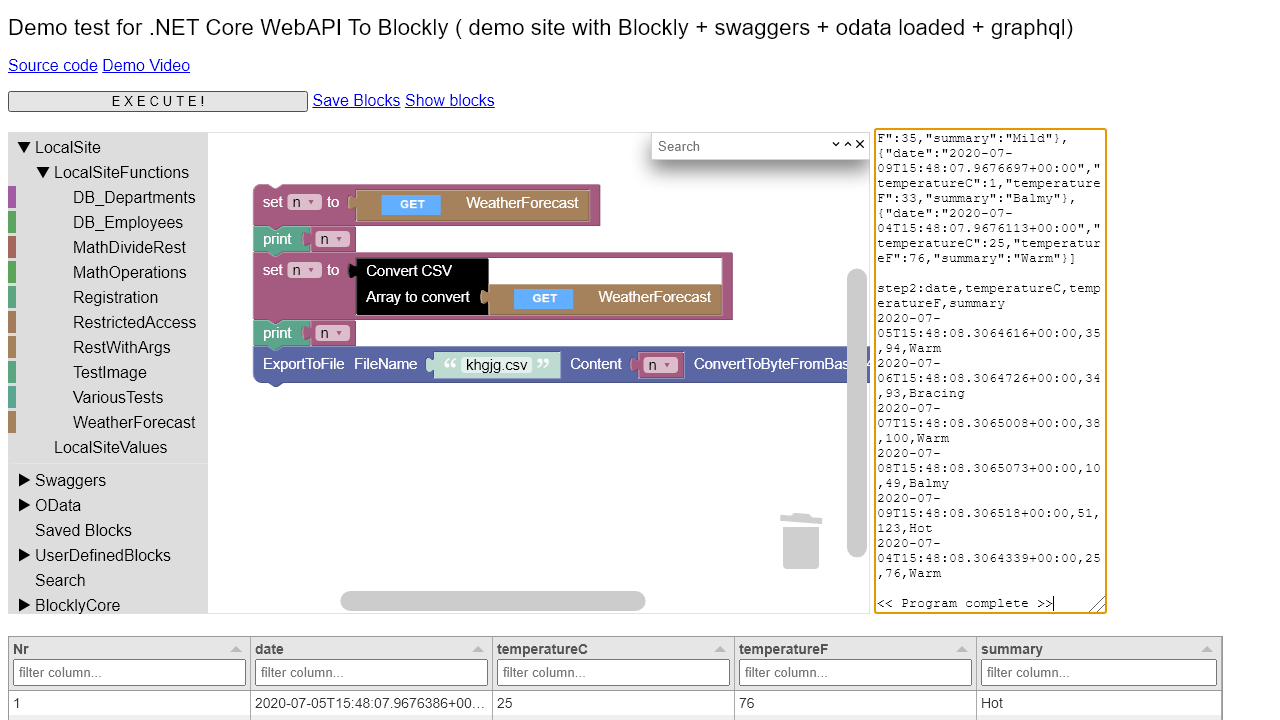 Demo test for .NET Core WebAPI To Blockly ( demo site with Blockly + swaggers + odata loaded + graphql)
Source code Demo Video
E X E C U T E ! Save Blocks Show blocks
LocalSite
LocalSiteFunctions
DB_Departments
DB_Employees
MathDivideRest
MathOperations
Registration
RestrictedAccess
RestWithArgs
TestImage
VariousTests
WeatherForecast
LocalSiteValues
Swaggers
OData
Saved Blocks
UserDefinedBlocks
Search
BlocklyCore
Search
set n to GET WeatherForecast
print n
set n to Convert CSV
Array to convert GET WeatherForecast
print n
ExportToFile FileName “ khgjg.csv ” Content n ConvertToByteFromBas
F":35,"summary":"Mild"},
{"date":"2020-07-
09T15:48:07.9676697+00:00","
temperatureC":1,"temperature
F":33,"summary":"Balmy"},
{"date":"2020-07-
04T15:48:07.9676113+00:00","
temperatureC":25,"temperatur
eF":76,"summary":"Warm"}]
step2:date,temperatureC,temp
eratureF,summary
2020-07-
05T15:48:08.3064616+00:00,35
,94,Warm
2020-07-
06T15:48:08.3064726+00:00,34
,93,Bracing
2020-07-
07T15:48:08.3065008+00:00,38
,100,Warm
2020-07-
08T15:48:08.3065073+00:00,10
,49,Balmy
2020-07-
09T15:48:08.306518+00:00,51,
123,Hot
2020-07-
04T15:48:08.3064339+00:00,25
,76,Warm
<< Program complete >>
Nr date temperatureC temperatureF summary
filter column... filter column... filter column... filter column... filter column...
1 2020-07-05T15:48:07.9676386+00... 25 76 Hot